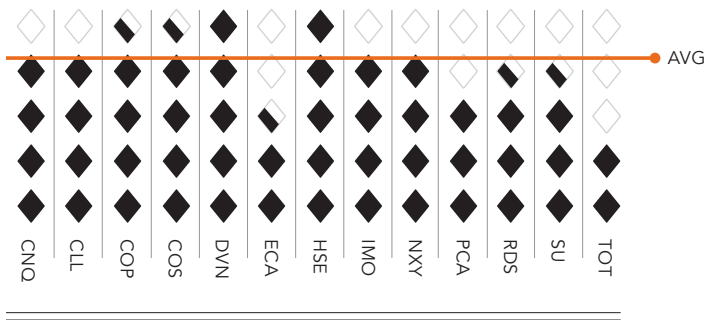 AVG
CNQ
CLL
COP
COS
DVN
ECA
HSE
IMO
NXY
PCA
RDS
SU
TOT